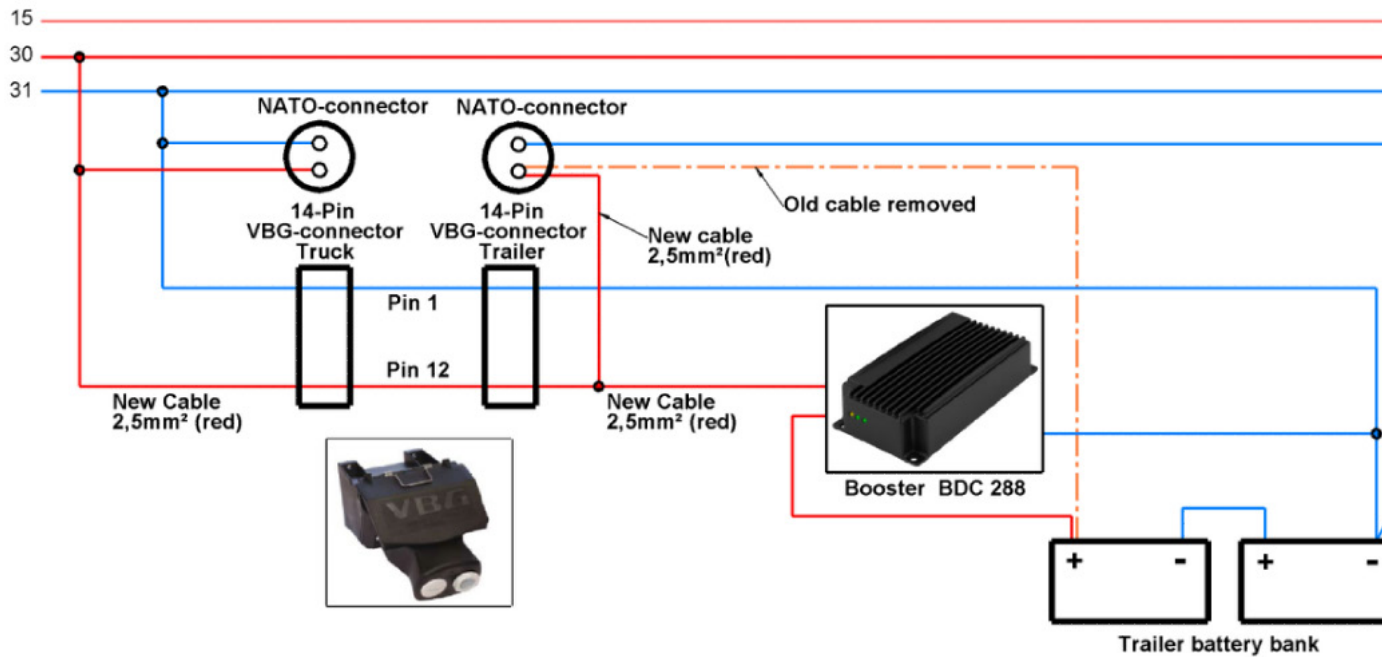 15
30
31
NATO-connector
NATO-connector
14-Pin
VBG-connector
Truck
14-Pin
VBG-connector
Trailer
New cable
2,5mm²(red)
Old cable removed
Pin 1
Pin 12
New Cable
2,5mm² (red)
New Cable
2,5mm² (red)
VBG
Booster BDC 288
+
-
+
-
Trailer battery bank